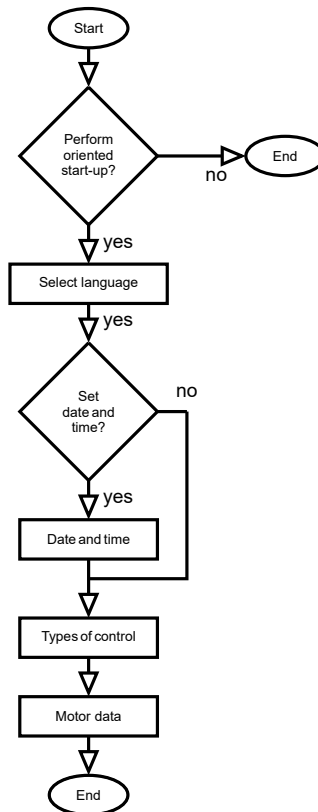 Start
Perform
oriented
start-up?
no
End
yes
Select language
yes
Set
date and
time?
no
yes
Date and time
Types of control
Motor data
End